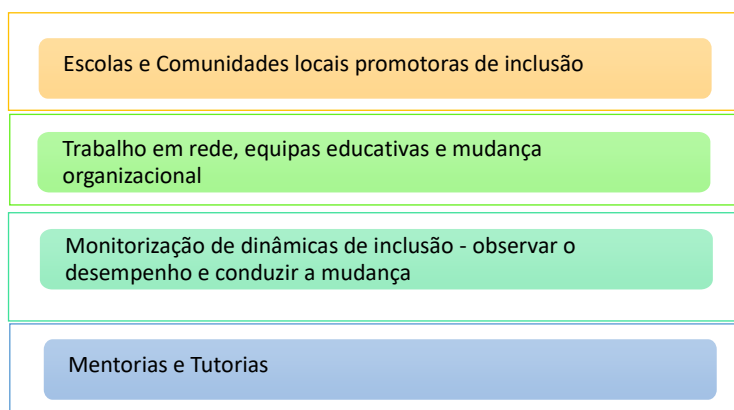 Escolas e Comunidades locais promotoras de inclusão
Trabalho em rede, equipas educativas e mudança
organizacional
Monitorização de dinâmicas de inclusão - observar o
desempenho e conduzir a mudança
Mentorias e Tutorias